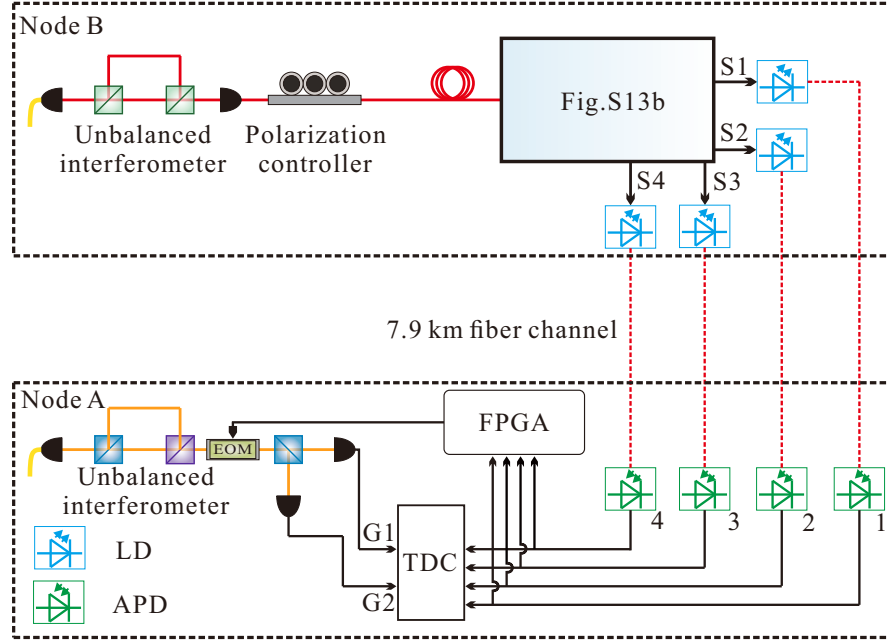 Node B
Unbalanced
interferometer
Polarization
controller
Fig.S13b
S1
S2
S3
S4
7.9 km fiber channel
Node A
Unbalanced
interferometer
EOM
FPGA
G1
G2
TDC
4
3
2
1
LD
APD